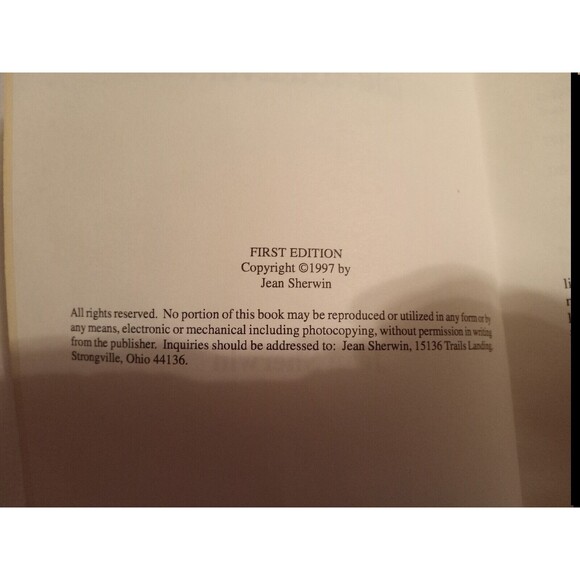 FIRST EDITION
Copyright ©1997 by
Jean Sherwin
All rights reserved. No portion of this book may be reproduced or utilized in any form or by
any means, electronic or mechanical including photocopying, without permission in writing
from the publisher. Inquiries should be addressed to: Jean Sherwin, 15136 Trails Landing,
Strongville, Ohio 44136.